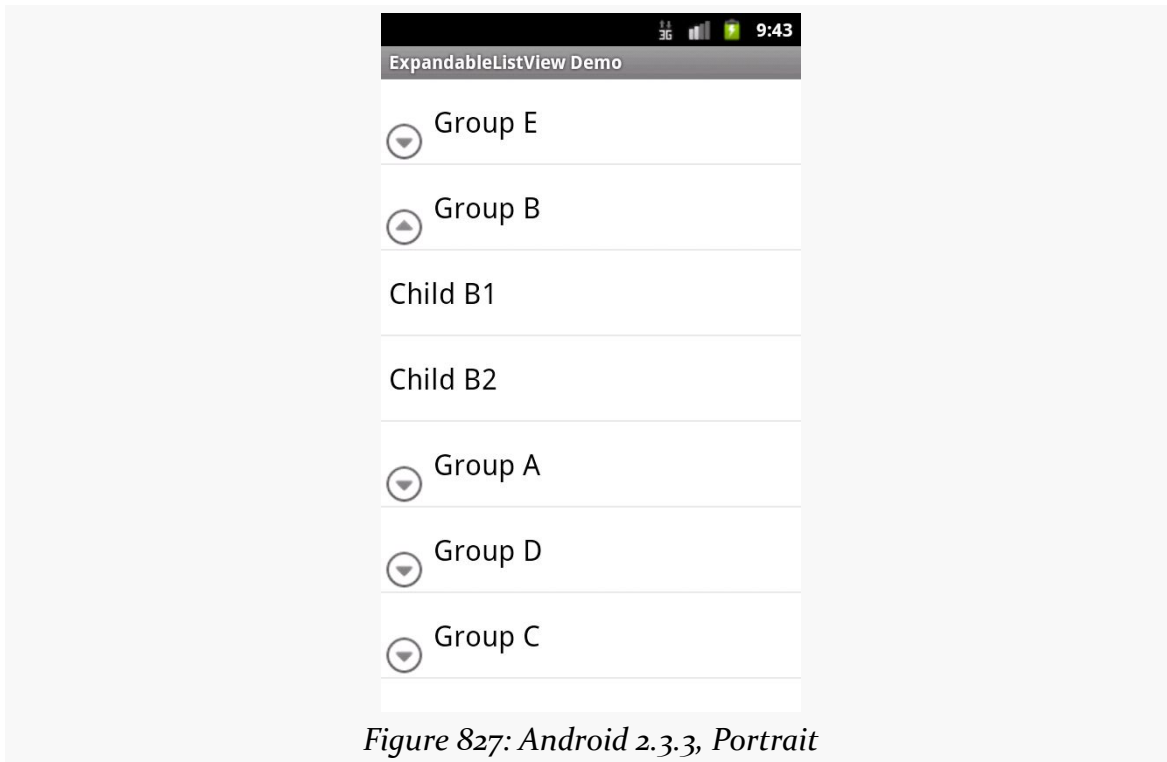 3G 9:43
ExpandableListView Demo
Group E
Group B
Child B1
Child B2
Group A
Group D
Group C
Figure 827: Android 2.3.3, Portrait